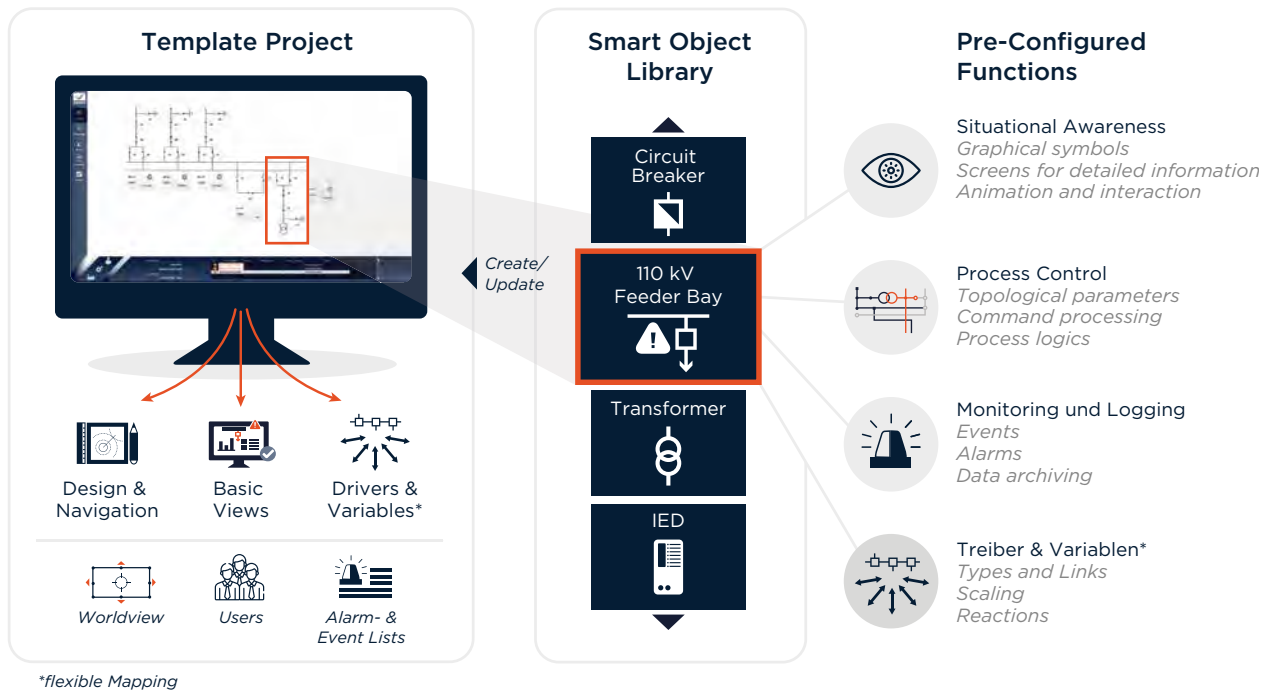 Template Project
Design &
Navigation
Basic
Views
Drivers &
Variables*
Worldview
Users
Alarm- &
Event Lists
*flexible Mapping
Create/
Update
Smart Object
Library
Circuit
Breaker
110 kV
Feeder Bay
Transformer
IED
Pre-Configured
Functions
Situational Awareness
Graphical symbols
Screens for detailed information
Animation and interaction
Process Control
Topological parameters
Command processing
Process logics
Monitoring und Logging
Events
Alarms
Data archiving
Treiber & Variablen*
Types and Links
Scaling
Reactions